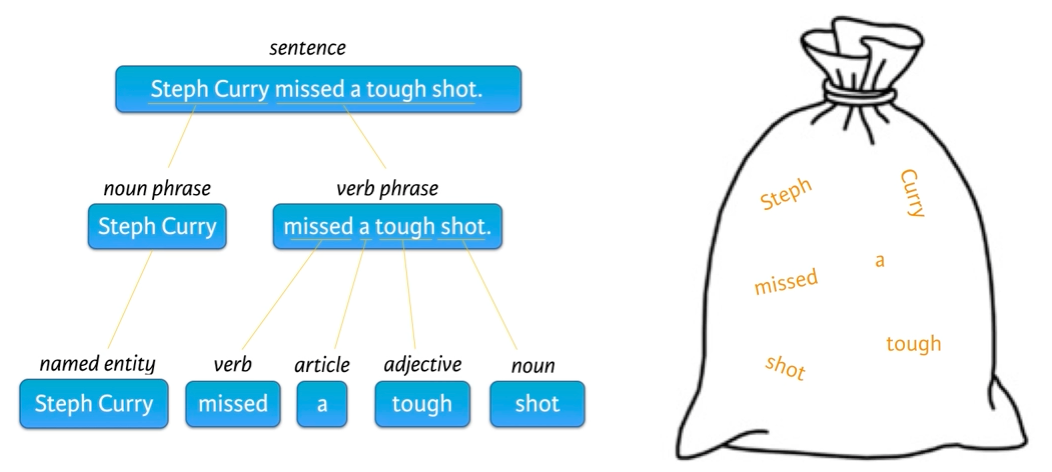 sentence
Steph Curry missed a tough shot.
noun phrase
verb phrase
Steph Curry
missed a tough shot.
named entity
verb
article
adjective
noun
Steph Curry
missed
a
tough
shot
Steph
Curry
missed
a
shot
tough